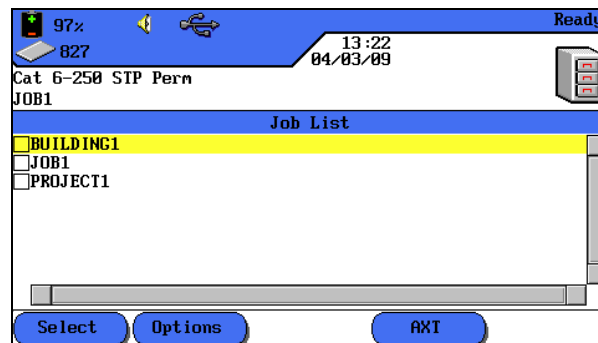 97%
Ready
827
13:22
04/03/09
Cat 6-250 STP Perm
JOB1
Job List
BUILDING1
JOB1
PROJECT1
Select
Options
AXT